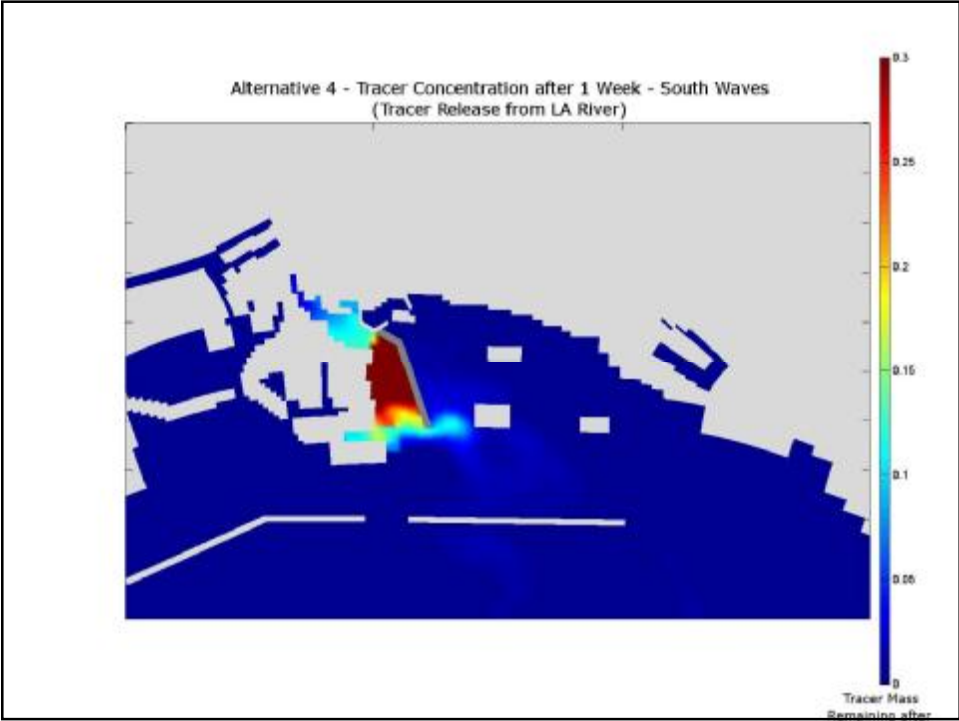 Alternative 4 - Tracer Concentration after 1 Week - South Waves
(Tracer Release from LA River)
0.3
0.25
0.2
0.15
0.1
0.05
0
Tracer Mass
Remaining after